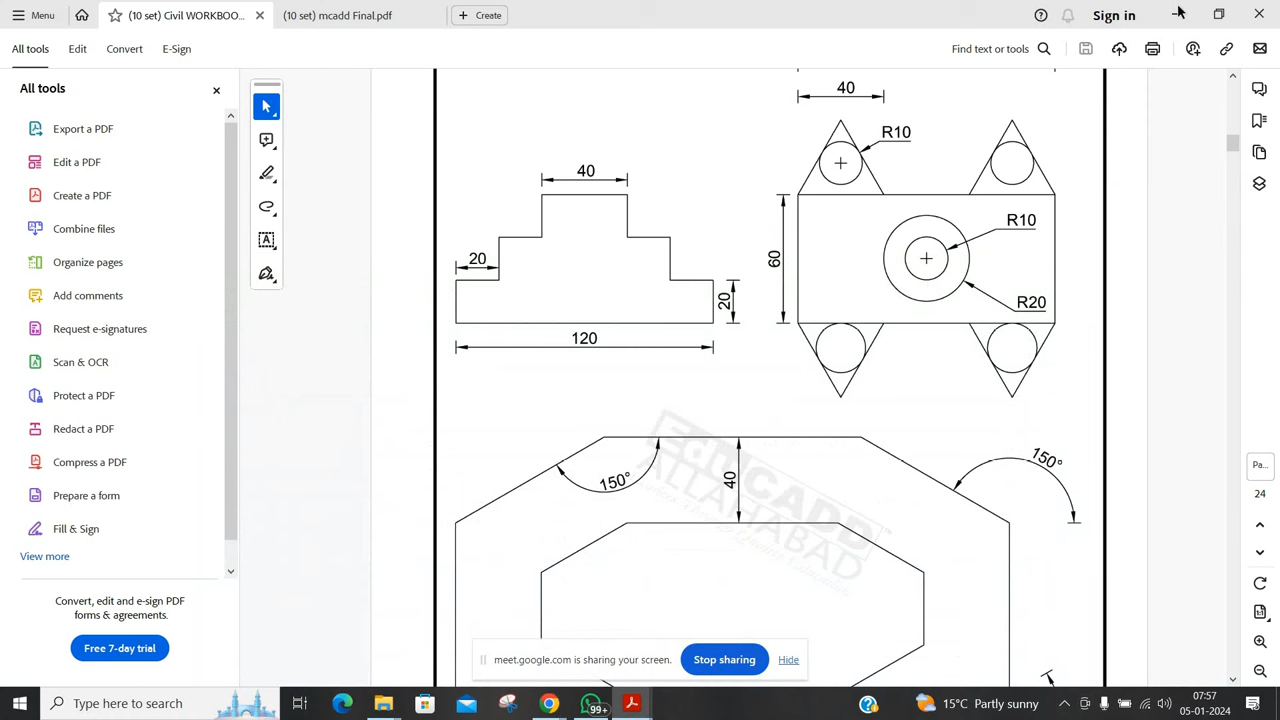 Menu
(10 set) Civil WORKBOO...
(10 set) mcadd Final.pdf
Create
Sign in
All tools
Edit
Convert
E-Sign
Find text or tools
All tools
Export a PDF
Edit a PDF
Create a PDF
Combine files
Organize pages
Add comments
Request e-signatures
Scan & OCR
Protect a PDF
Redact a PDF
Compress a PDF
Prepare a form
Fill & Sign
View more
Convert, edit and e-sign PDF
forms & agreements.
Free 7-day trial
40
R10
40
20
20
120
60
R10
R20
150°
40
150°
ALLAHABAD
meet.google.com is sharing your screen.
Stop sharing
Hide
Pa...
24
Type here to search
99+
15°C Partly sunny
ENG
07:57
05-01-2024